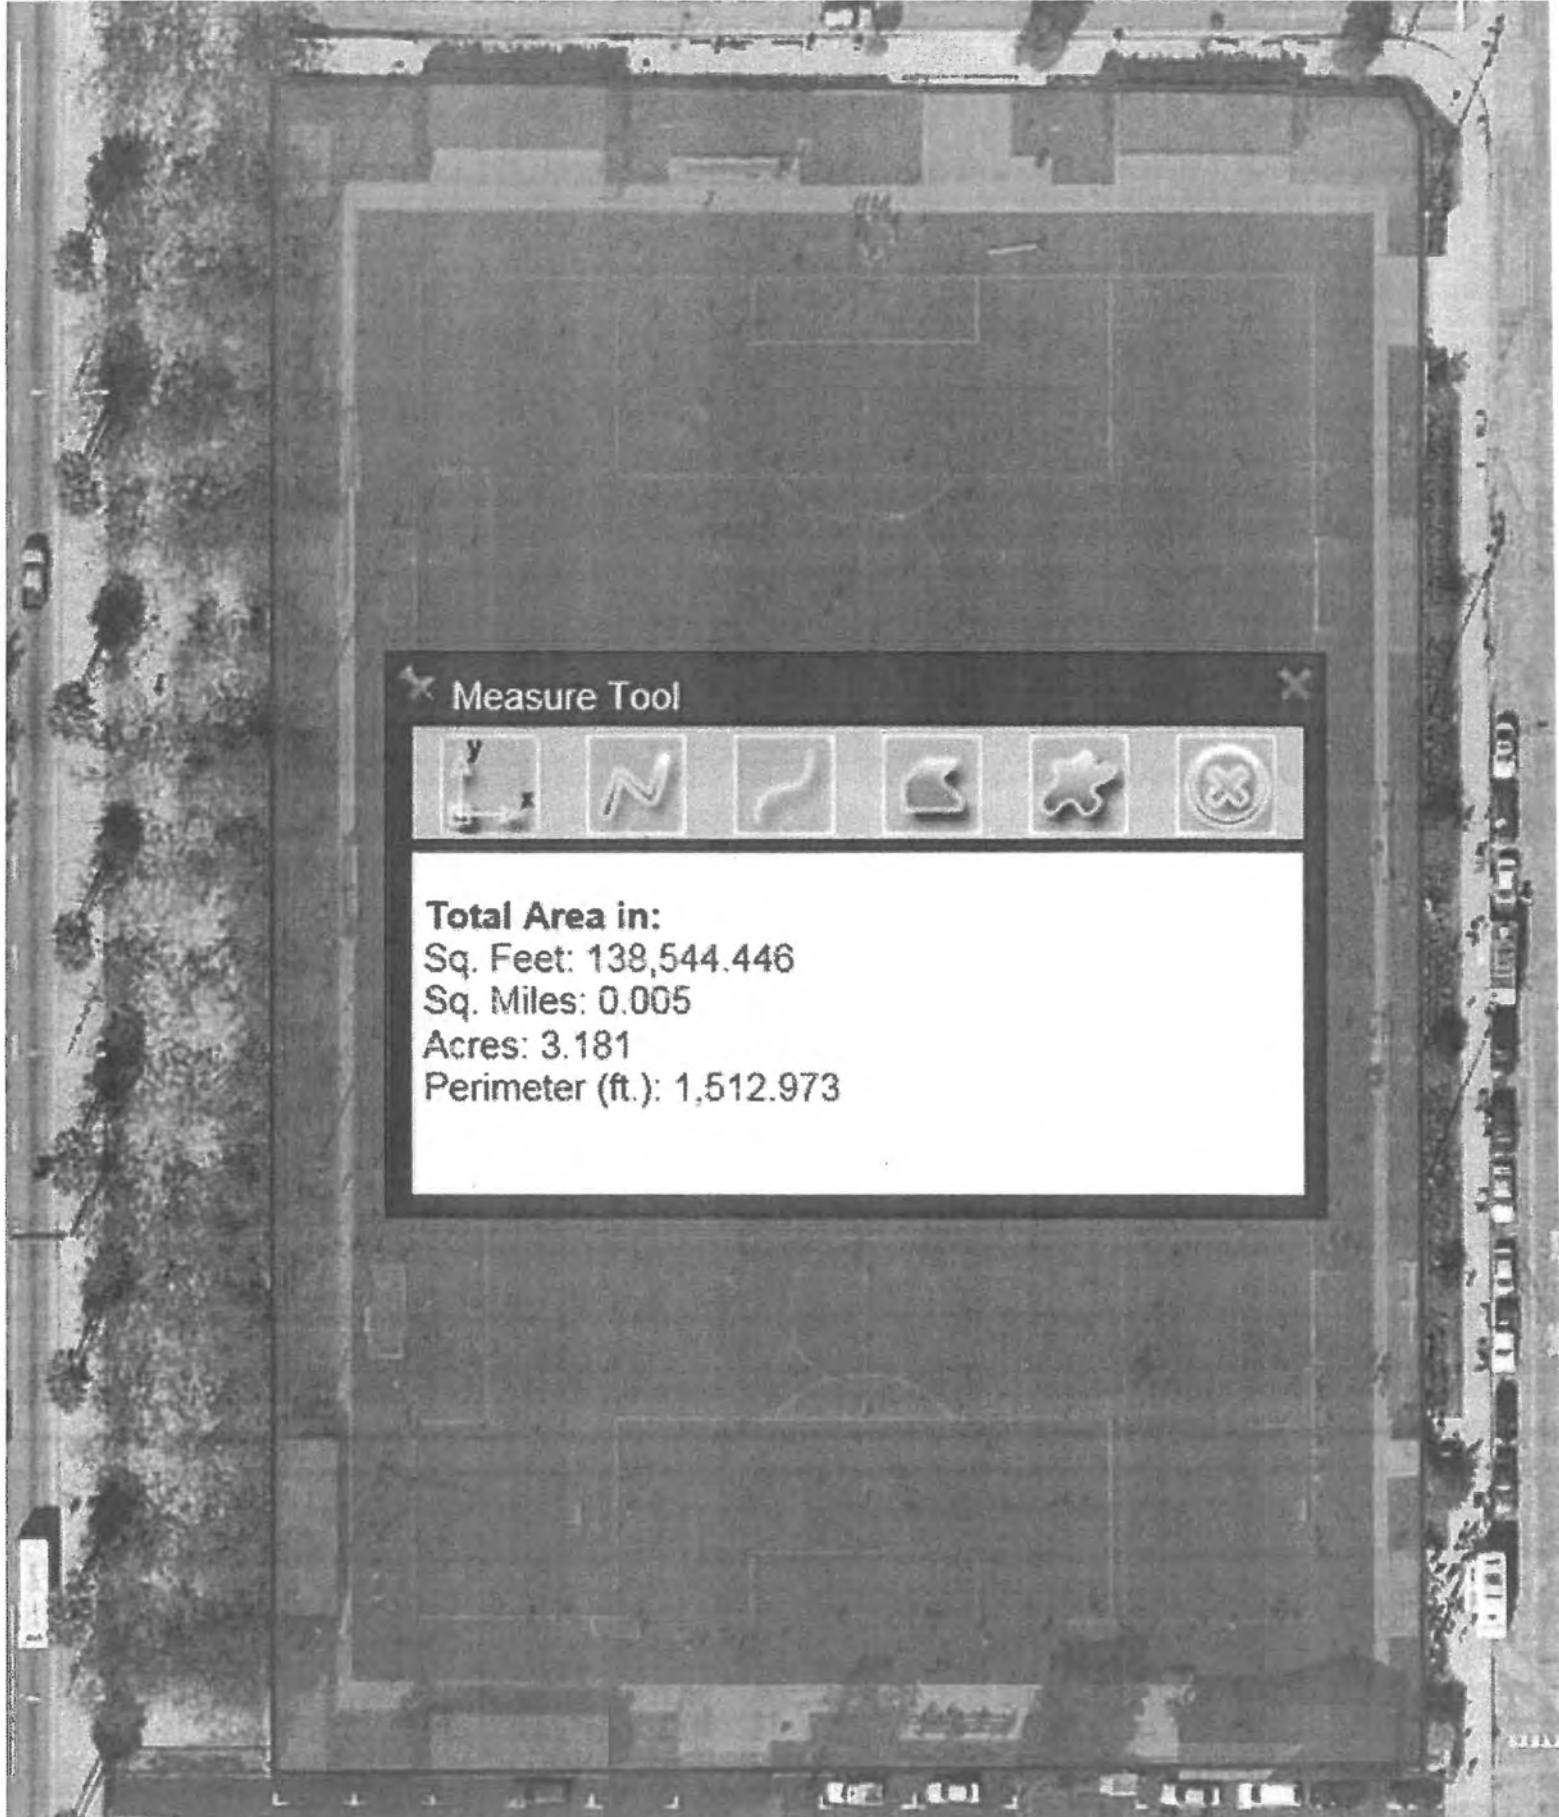 Measure Tool
y
x
Total Area in:
Sq. Feet: 138,544.446
Sq. Miles: 0.005
Acres: 3.181
Perimeter (ft.): 1,512.973